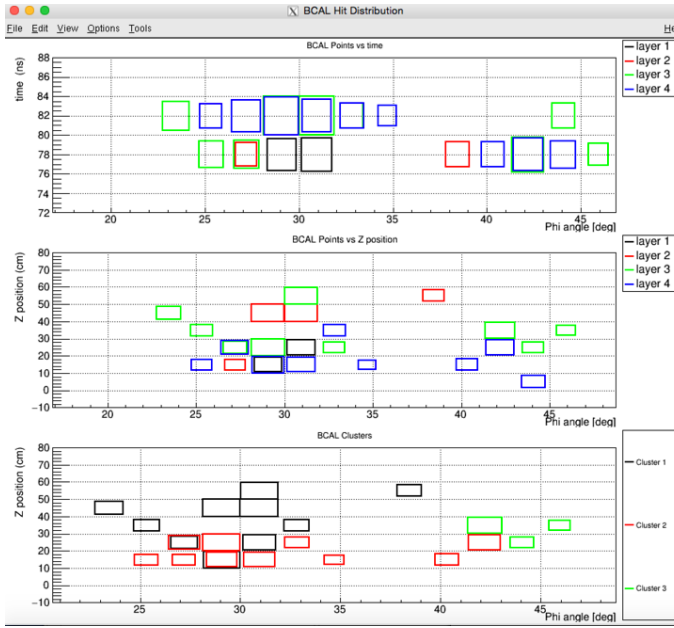 BCAL Hit Distribution
File Edit View Options Tools He
BCAL Points vs time
time (ns)
88
86
84
82
80
78
76
74
72
20 25 30 35 40 45
Phi angle [deg]
layer 1
layer 2
layer 3
layer 4
BCAL Points vs Z position
Z position (cm)
80
70
60
50
40
30
20
10
0
−10
20 25 30 35 40 45
Phi angle [deg]
layer 1
layer 2
layer 3
layer 4
BCAL Clusters
Z position (cm)
80
70
60
50
40
30
20
10
0
−10
25 30 35 40 45
Phi angle [deg]
Cluster 1
Cluster 2
Cluster 3